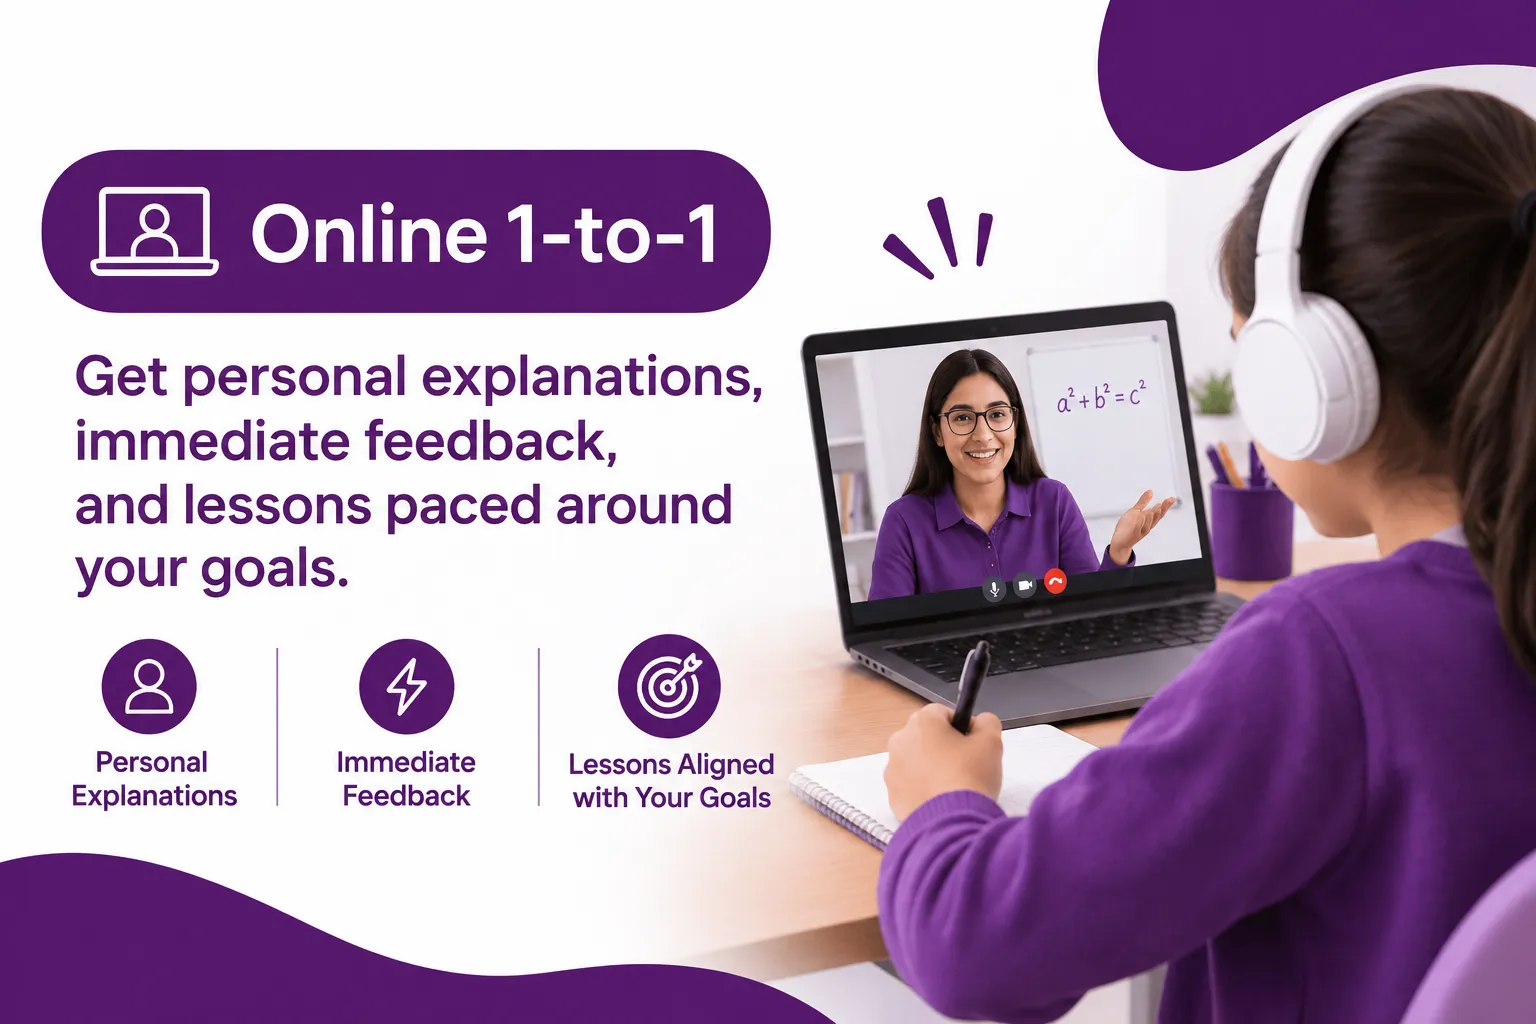 Online 1-to-1
Get personal explanations,
immediate feedback,
and lessons paced around
your goals.
Personal
Explanations
Immediate
Feedback
Lessons Aligned
with Your Goals
a² + b² = c²